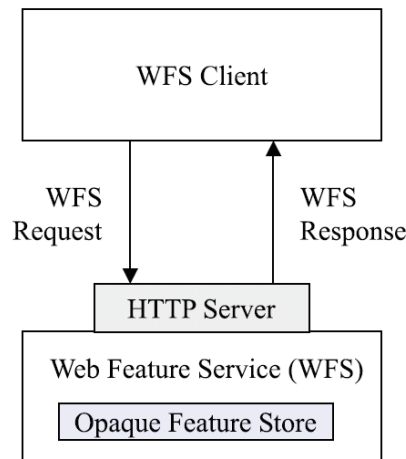 WFS Client
WFS
Request
WFS
Response
HTTP Server
Web Feature Service (WFS)
Opaque Feature Store